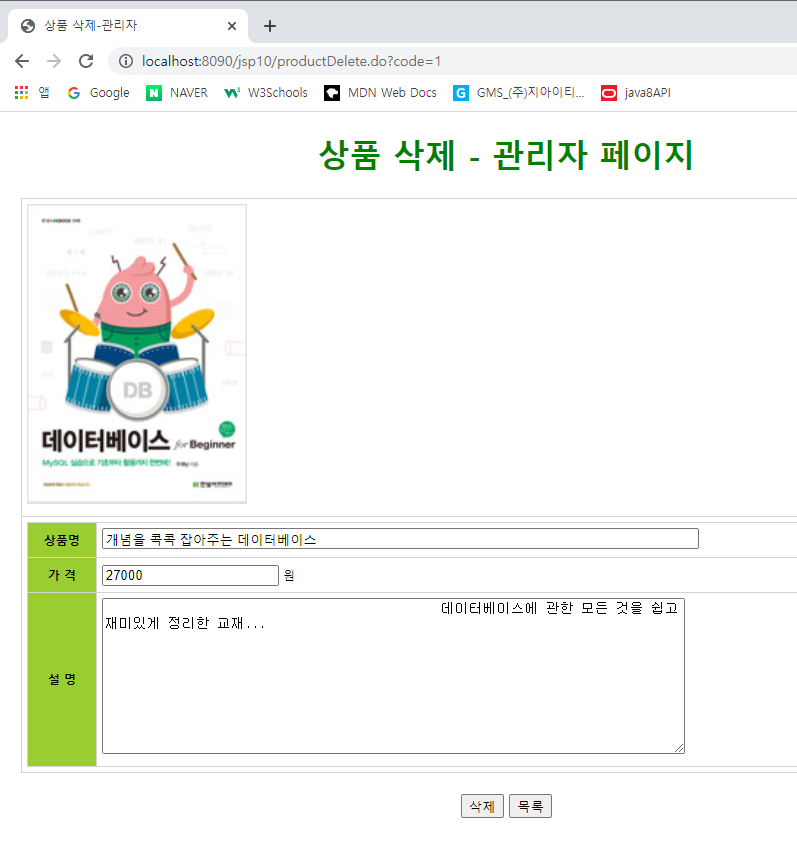 상품 삭제-관리자
localhost:8090/jsp10/productDelete.do?code=1
앱 Google NAVER W3Schools MDN Web Docs GMS_(주)지아이티... java8API
상품 삭제 - 관리자 페이지
DB
데이터베이스 for Beginner
MySQL 실습으로 기초부터 활용까지 한번에!
상품명 개념을 콕콕 잡아주는 데이터베이스
가 격 27000 원
설 명 데이터베이스에 관한 모든 것을 쉽고
재미있게 정리한 교재...
삭제 목록